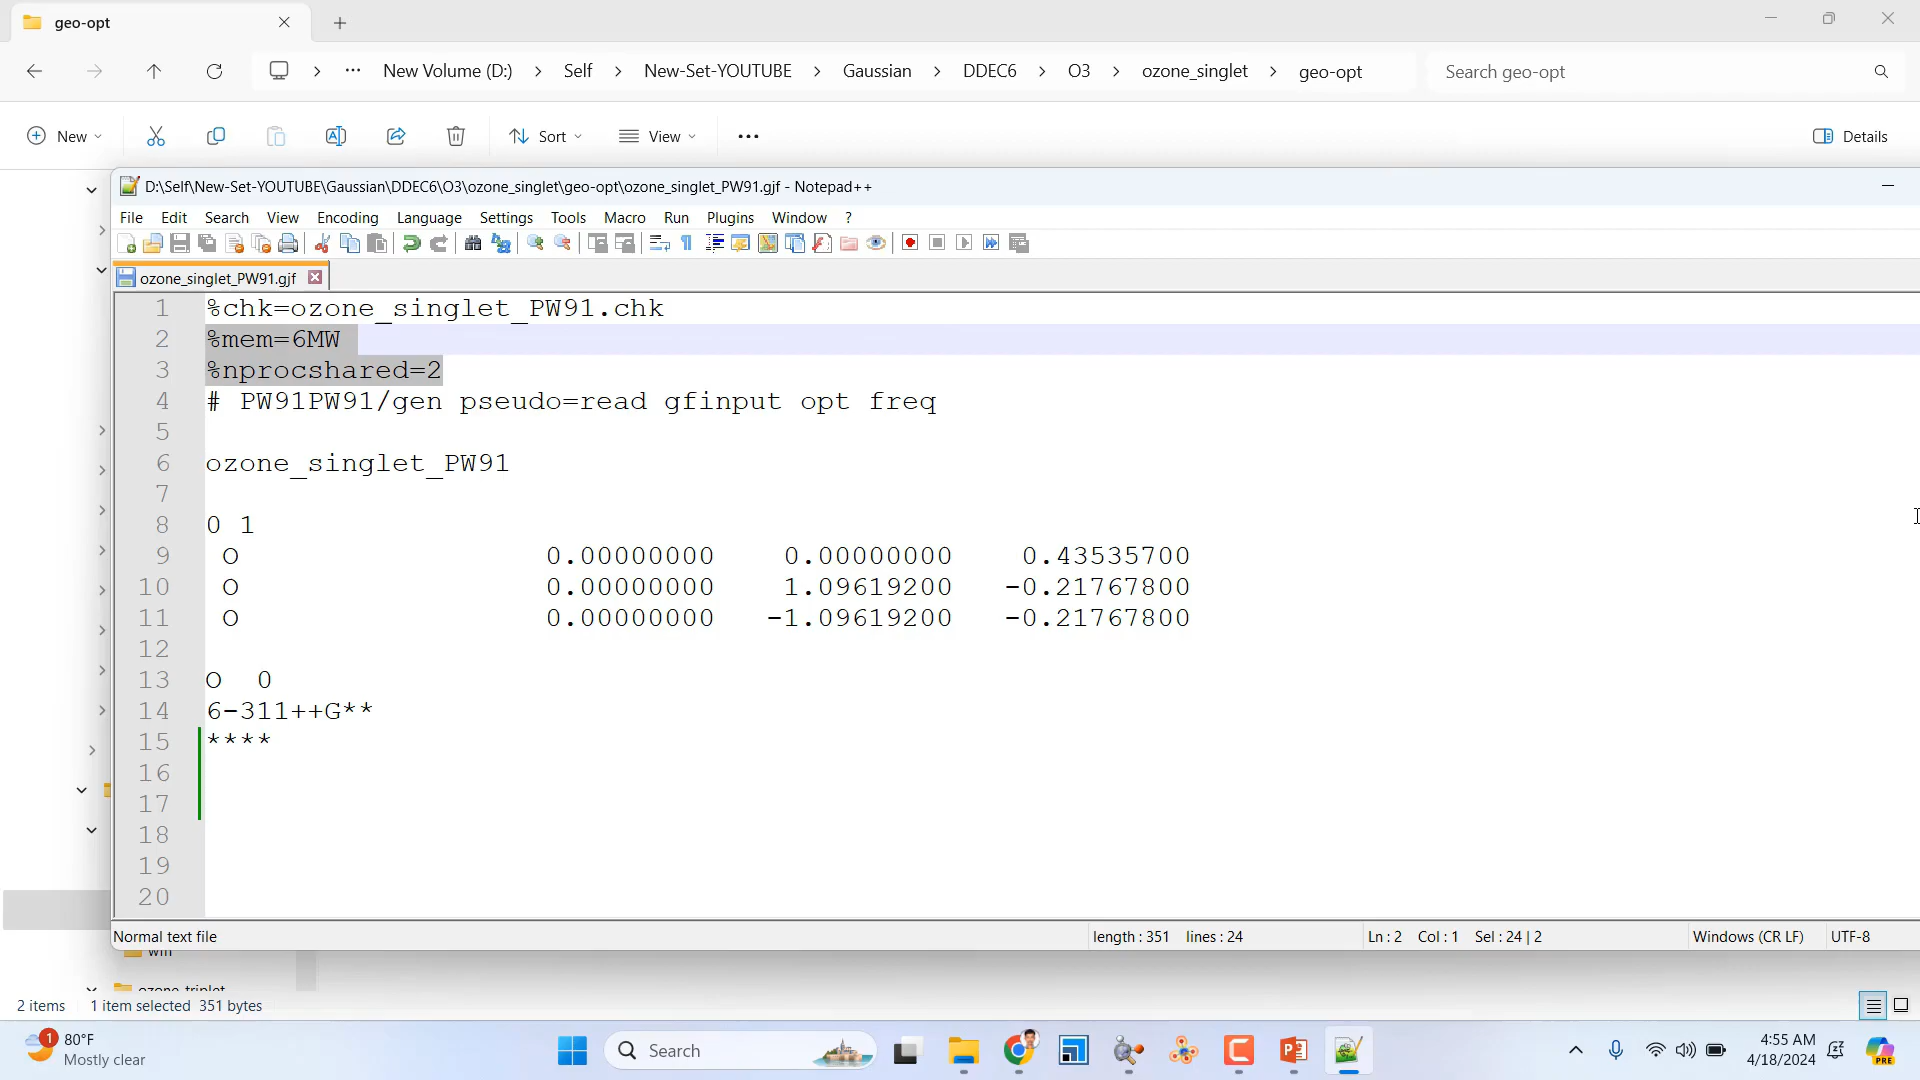 geo-opt
New Volume (D:) Self New-Set-YOUTUBE Gaussian DDEC6 O3 ozone_singlet geo-opt
Search geo-opt
New
Sort
View
Details
D:\Self\New-Set-YOUTUBE\Gaussian\DDEC6\O3\ozone_singlet\geo-opt\ozone_singlet_PW91.gjf - Notepad++
File Edit Search View Encoding Language Settings Tools Macro Run Plugins Window ?
ozone_singlet_PW91.gjf
1 %chk=ozone_singlet_PW91.chk
2 %mem=6MW
3 %nprocshared=2
4 # PW91PW91/gen pseudo=read gfinput opt freq
5
6 ozone_singlet_PW91
7
8 0 1
9 O 0.00000000 0.00000000 0.43535700
10 O 0.00000000 1.09619200 -0.21767800
11 O 0.00000000 -1.09619200 -0.21767800
12
13 O 0
14 6-311++G**
15 ****
16
17
18
19
20
Normal text file
length : 351 lines : 24
Ln : 2 Col : 1 Sel : 24 | 2
Windows (CR LF)
UTF-8
2 items 1 item selected 351 bytes
1
80°F
Mostly clear
Search
4:55 AM
4/18/2024
PRE